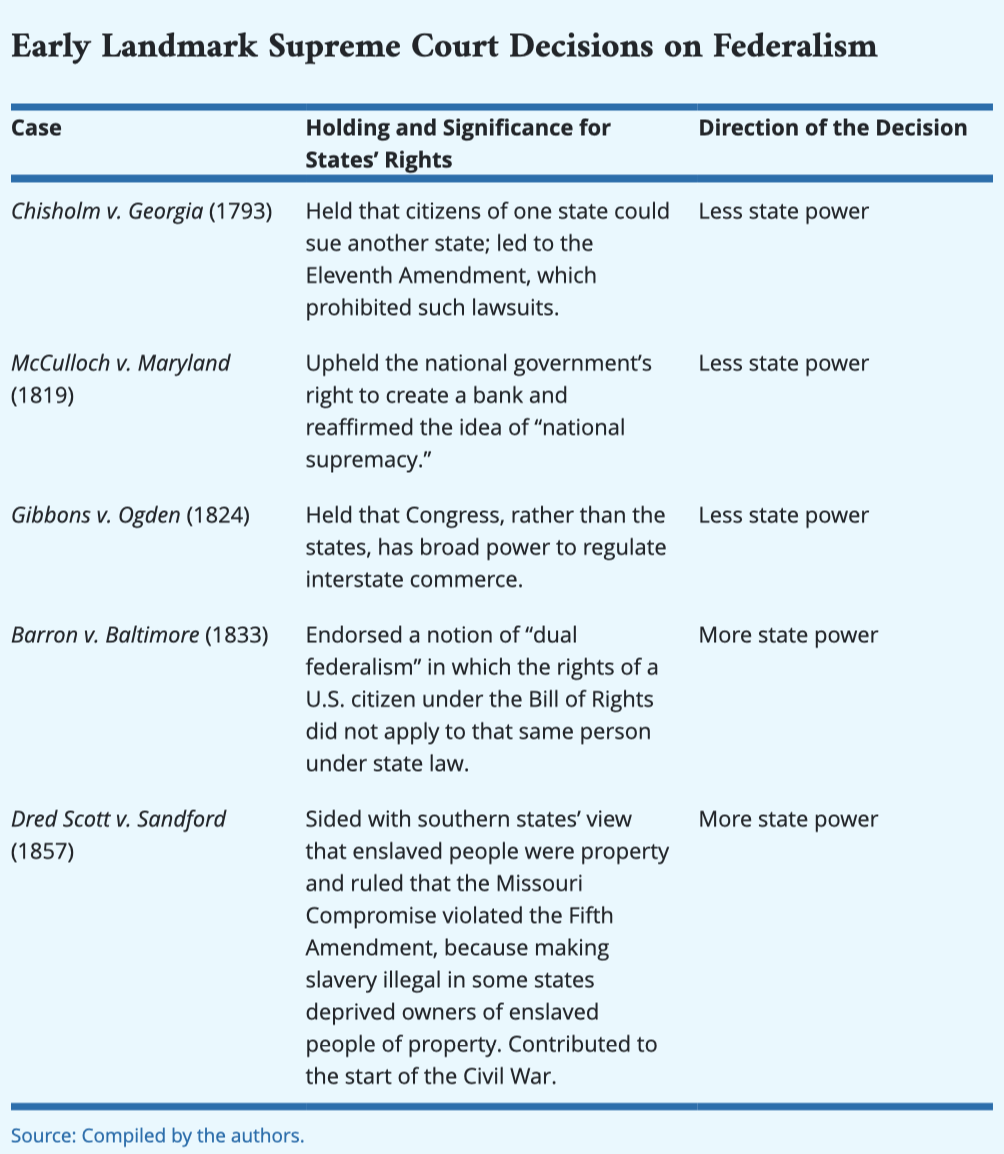 Early Landmark Supreme Court Decisions on Federalism
Case
Holding and Significance for
States’ Rights
Direction of the Decision
Chisholm v. Georgia (1793)
Held that citizens of one state could
sue another state; led to the
Eleventh Amendment, which
prohibited such lawsuits.
Less state power
McCulloch v. Maryland
(1819)
Upheld the national government’s
right to create a bank and
reaffirmed the idea of “national
supremacy.”
Less state power
Gibbons v. Ogden (1824)
Held that Congress, rather than the
states, has broad power to regulate
interstate commerce.
Less state power
Barron v. Baltimore (1833)
Endorsed a notion of “dual
federalism” in which the rights of a
U.S. citizen under the Bill of Rights
did not apply to that same person
under state law.
More state power
Dred Scott v. Sandford
(1857)
Sided with southern states’ view
that enslaved people were property
and ruled that the Missouri
Compromise violated the Fifth
Amendment, because making
slavery illegal in some states
deprived owners of enslaved
people of property. Contributed to
the start of the Civil War.
More state power
Source: Compiled by the authors.